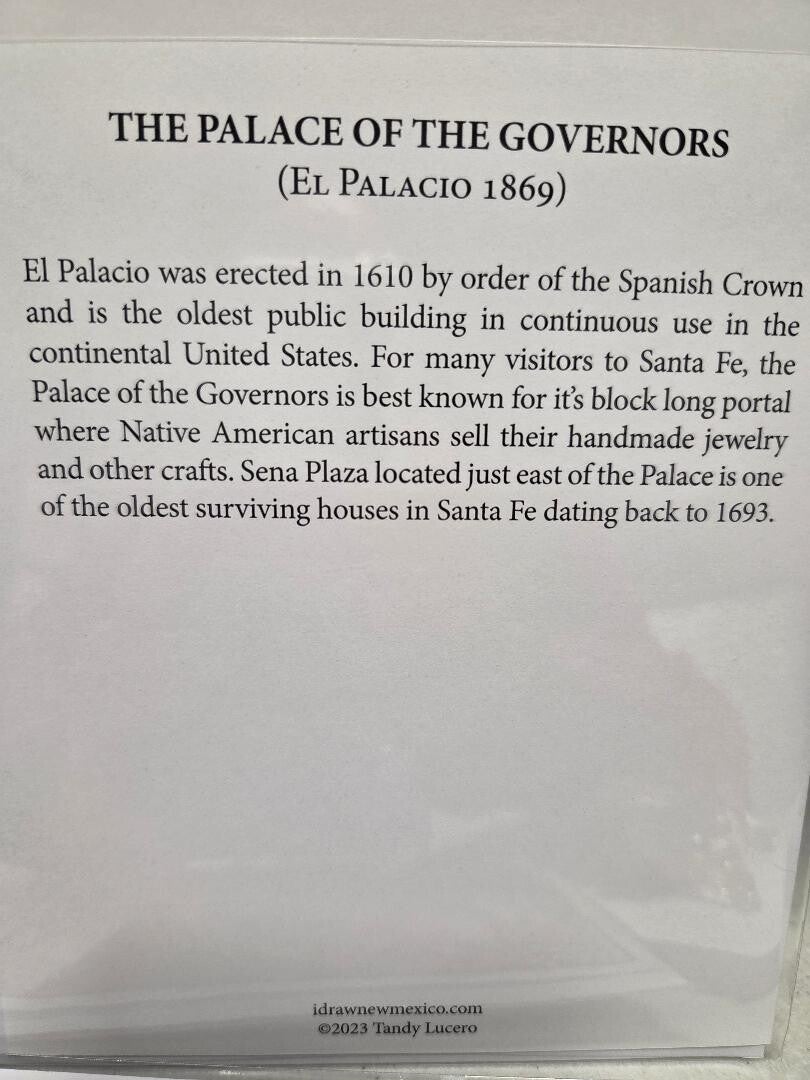 THE PALACE OF THE GOVERNORS
(El Palacio 1869)
El Palacio was erected in 1610 by order of the Spanish Crown
and is the oldest public building in continuous use in the
continental United States. For many visitors to Santa Fe, the
Palace of the Governors is best known for it's block long portal
where Native American artisans sell their handmade jewelry
and other crafts. Sena Plaza located just east of the Palace is one
of the oldest surviving houses in Santa Fe dating back to 1693.
idrawnewmexico.com
©2023 Tandy Lucero